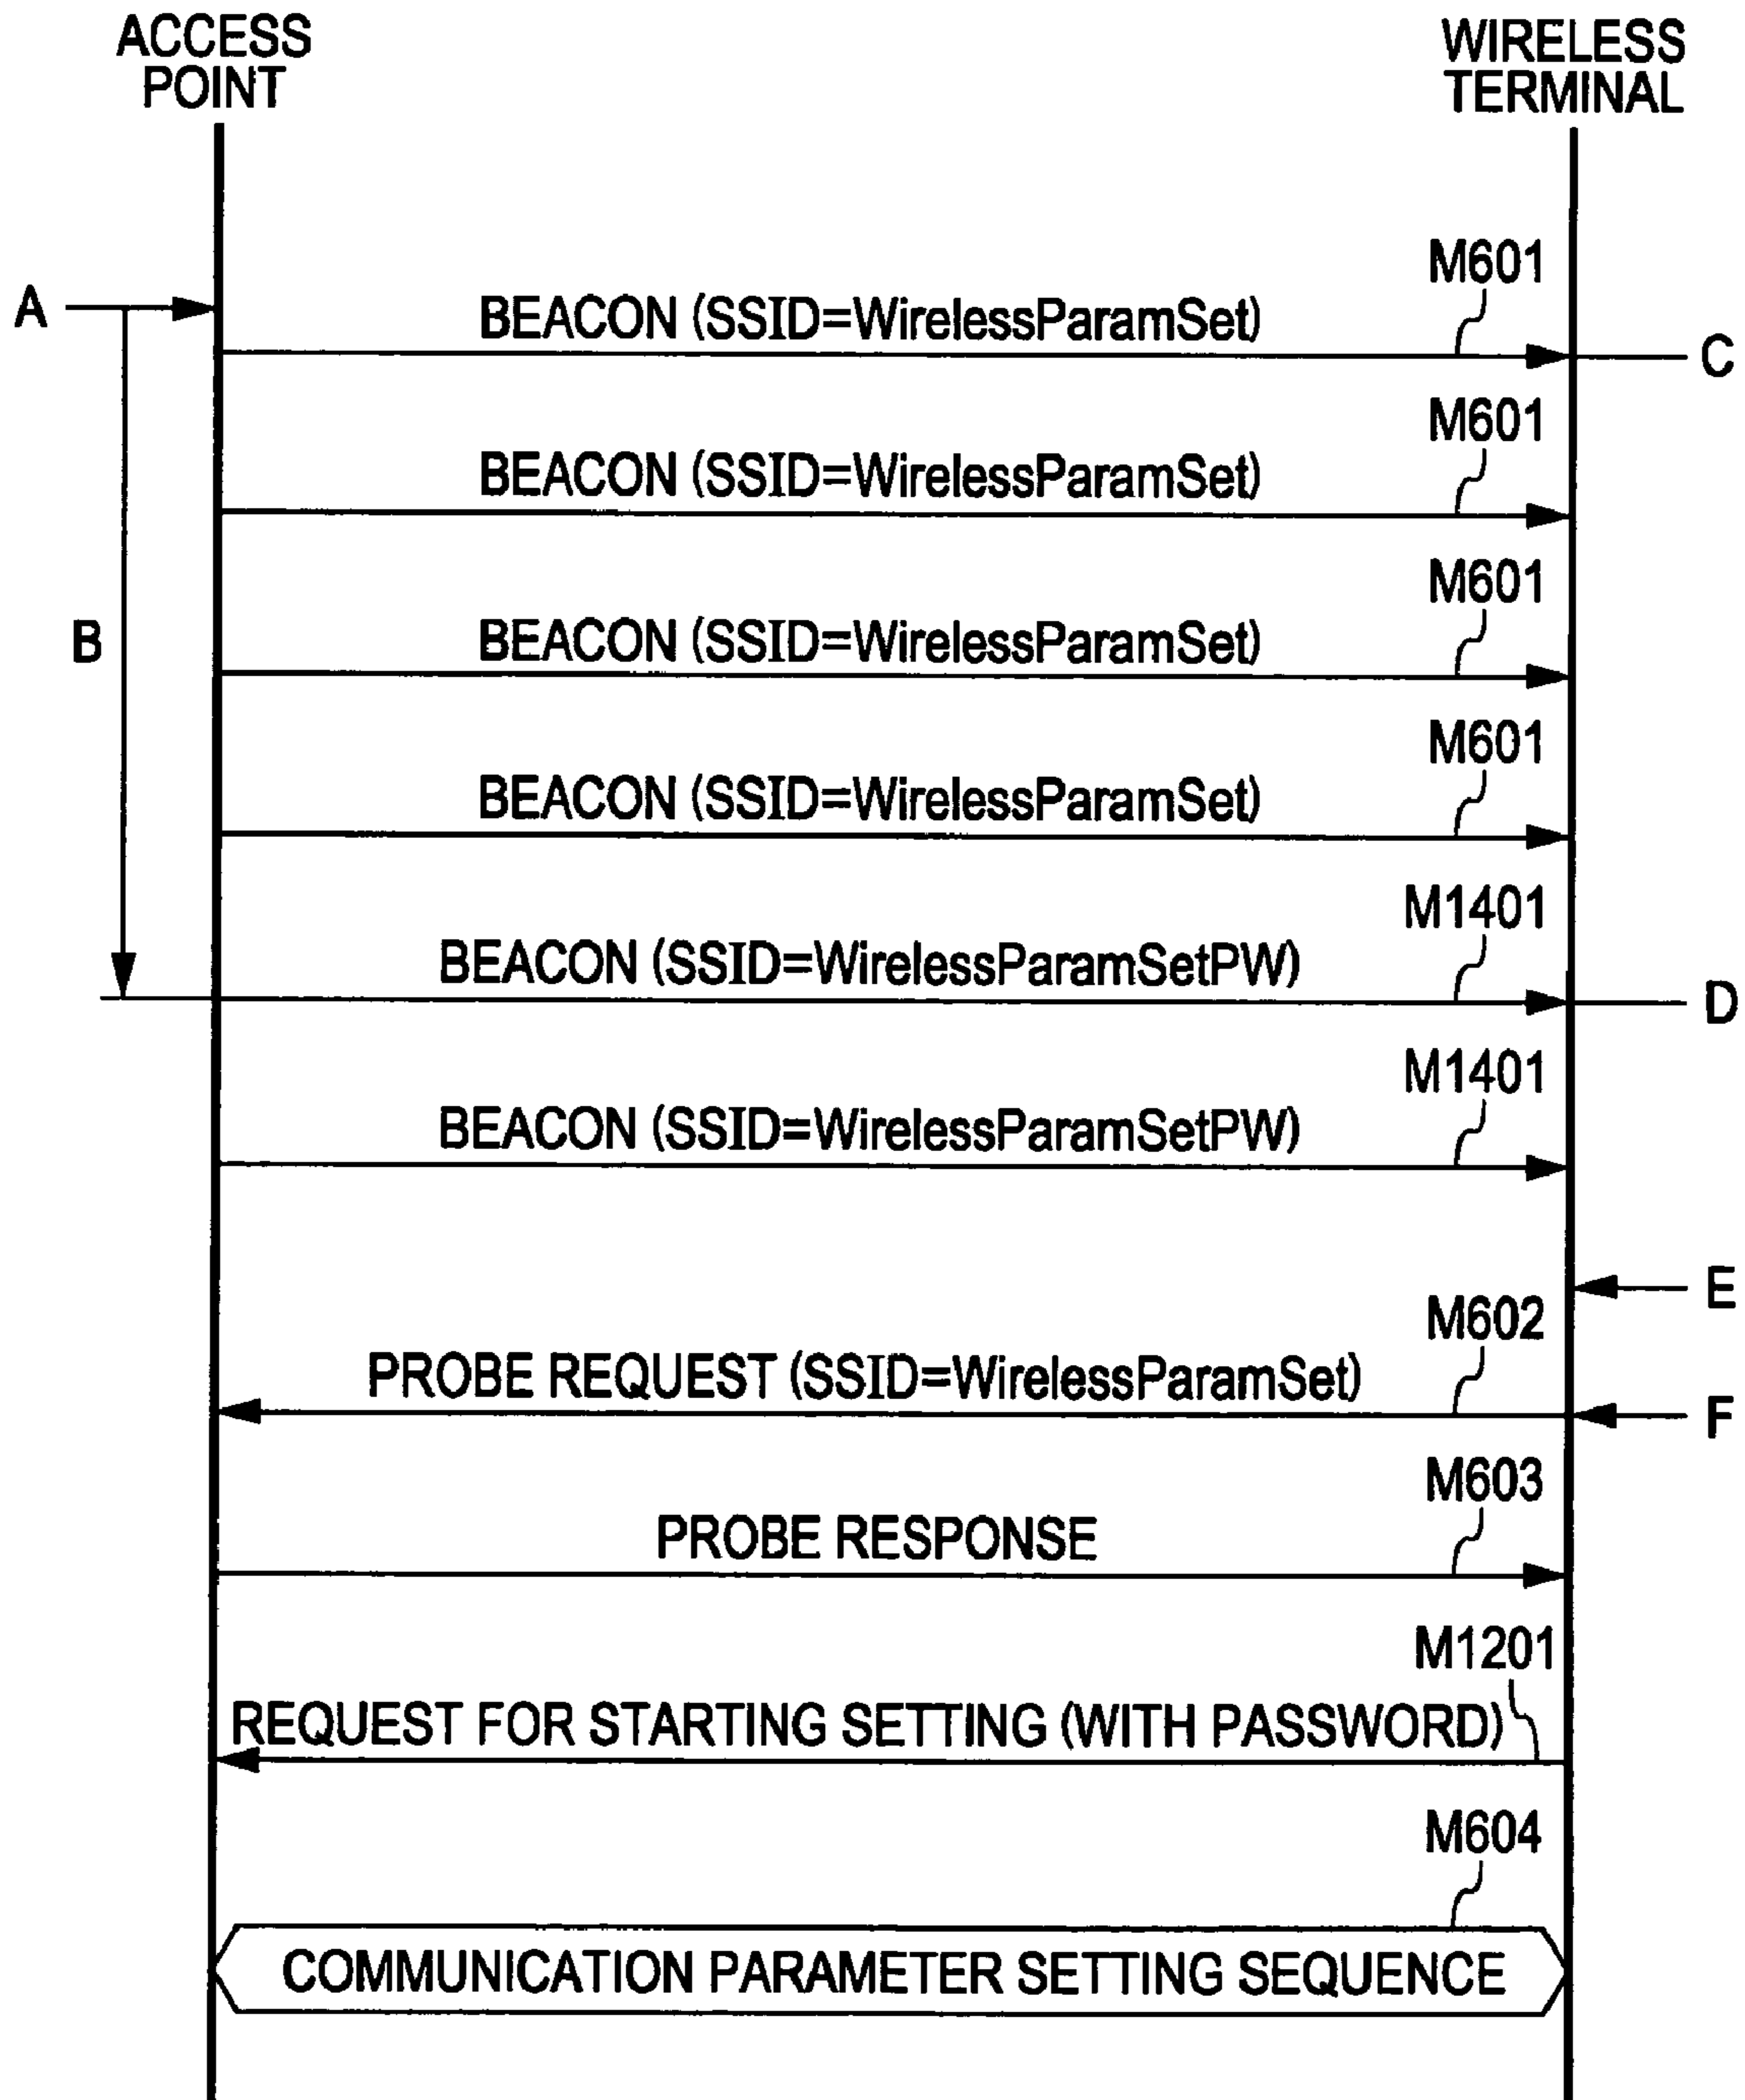 ACCESS
POINT
WIRELESS
TERMINAL
M601
A
BEACON (SSID=WirelessParamSet)
C
M601
BEACON (SSID=WirelessParamSet)
M601
B
BEACON (SSID=WirelessParamSet)
M601
BEACON (SSID=WirelessParamSet)
M1401
BEACON (SSID=WirelessParamSetPW)
D
M1401
BEACON (SSID=WirelessParamSetPW)
E
M602
PROBE REQUEST (SSID=WirelessParamSet)
F
M603
PROBE RESPONSE
M1201
REQUEST FOR STARTING SETTING (WITH PASSWORD)
M604
COMMUNICATION PARAMETER SETTING SEQUENCE